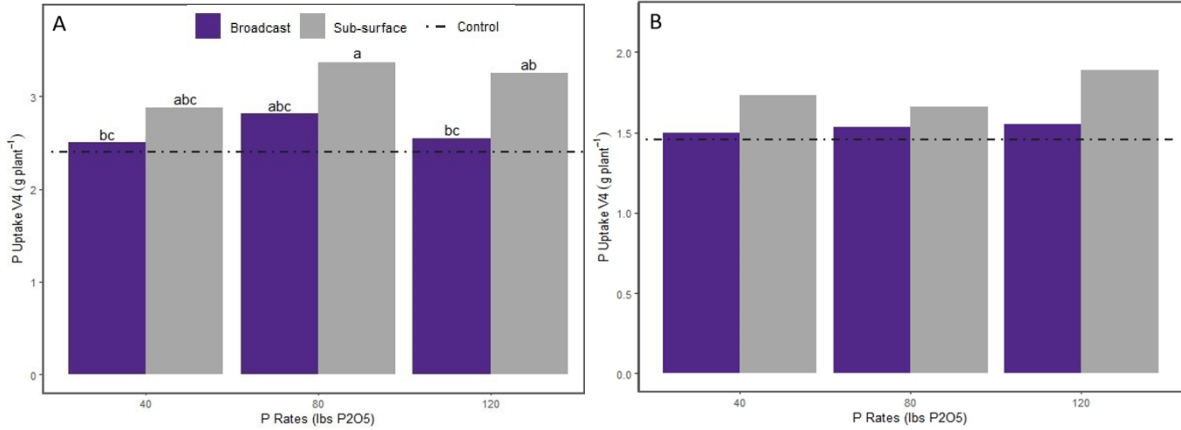 A
Broadcast
Sub-surface
Control
bc
abc
abc
a
bc
ab
3
2
1
0
P Uptake V4 (g plant⁻¹)
40
80
120
P Rates (lbs P2O5)
B
2.0
1.5
1.0
0.5
0.0
P Uptake V4 (g plant⁻¹)
40
80
120
P Rates (lbs P2O5)